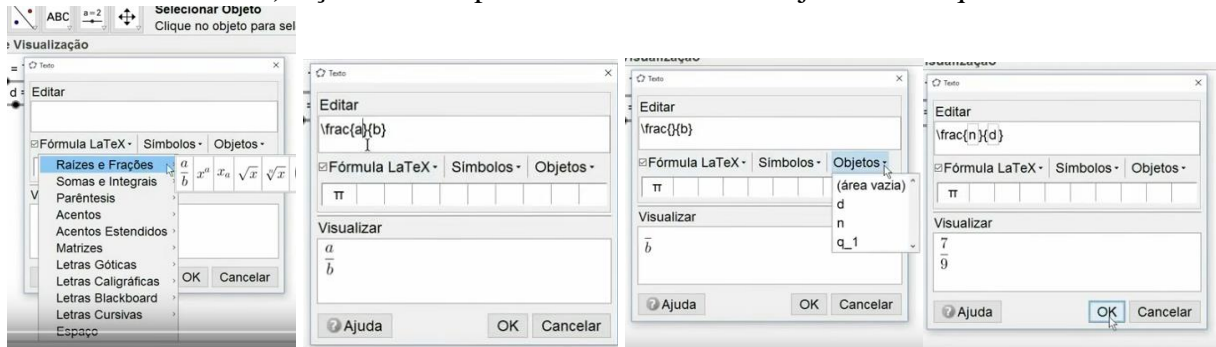 ABC
a=2
Selecionar Objeto
Clique no objeto para sel
Visualização
d =
Texto
Editar
Fórmula LaTeX
Símbolos
Objetos
Raízes e Frações
a/b x^a x_a √x ⁿ√x
Somas e Integrais
Parêntesis
Acentos
Acentos Estendidos
Matrizes
Letras Góticas
Letras Caligráficas
Letras Blackboard
Letras Cursivas
Espaço
OK
Cancelar
Texto
Editar
\frac{a}{b}
Fórmula LaTeX
Símbolos
Objetos
π
Visualizar
a
b
Ajuda
OK
Cancelar
Texto
Editar
\frac{}{b}
Fórmula LaTeX
Símbolos
Objetos
π
(área vazia)
d
n
q_1
Visualizar
b
Ajuda
OK
Cancelar
Texto
Editar
\frac{n}{d}
Fórmula LaTeX
Símbolos
Objetos
π
Visualizar
7
9
Ajuda
OK
Cancelar